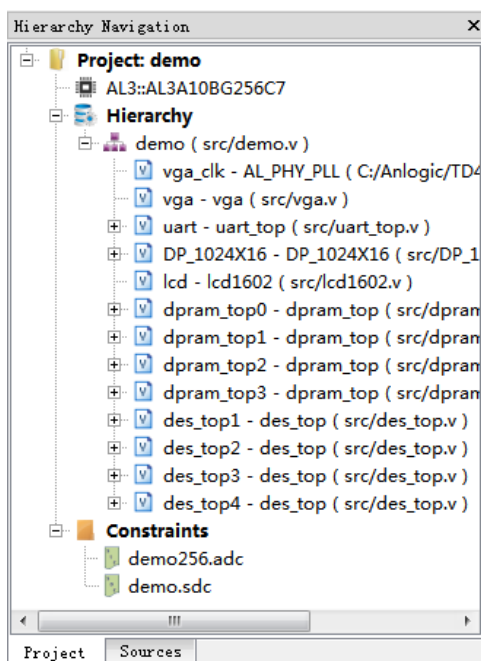 Hierarchy Navigation
Project: demo
AL3::AL3A10BG256C7
Hierarchy
demo ( src/demo.v )
vga_clk - AL_PHY_PLL ( C:/Anlogic/TD4
vga - vga ( src/vga.v )
uart - uart_top ( src/uart_top.v )
DP_1024X16 - DP_1024X16 ( src/DP_1
lcd - lcd1602 ( src/lcd1602.v )
dpram_top0 - dpram_top ( src/dpram
dpram_top1 - dpram_top ( src/dpram
dpram_top2 - dpram_top ( src/dpram
dpram_top3 - dpram_top ( src/dpram
des_top1 - des_top ( src/des_top.v )
des_top2 - des_top ( src/des_top.v )
des_top3 - des_top ( src/des_top.v )
des_top4 - des_top ( src/des_top.v )
Constraints
demo256.adc
demo.sdc
Project Sources